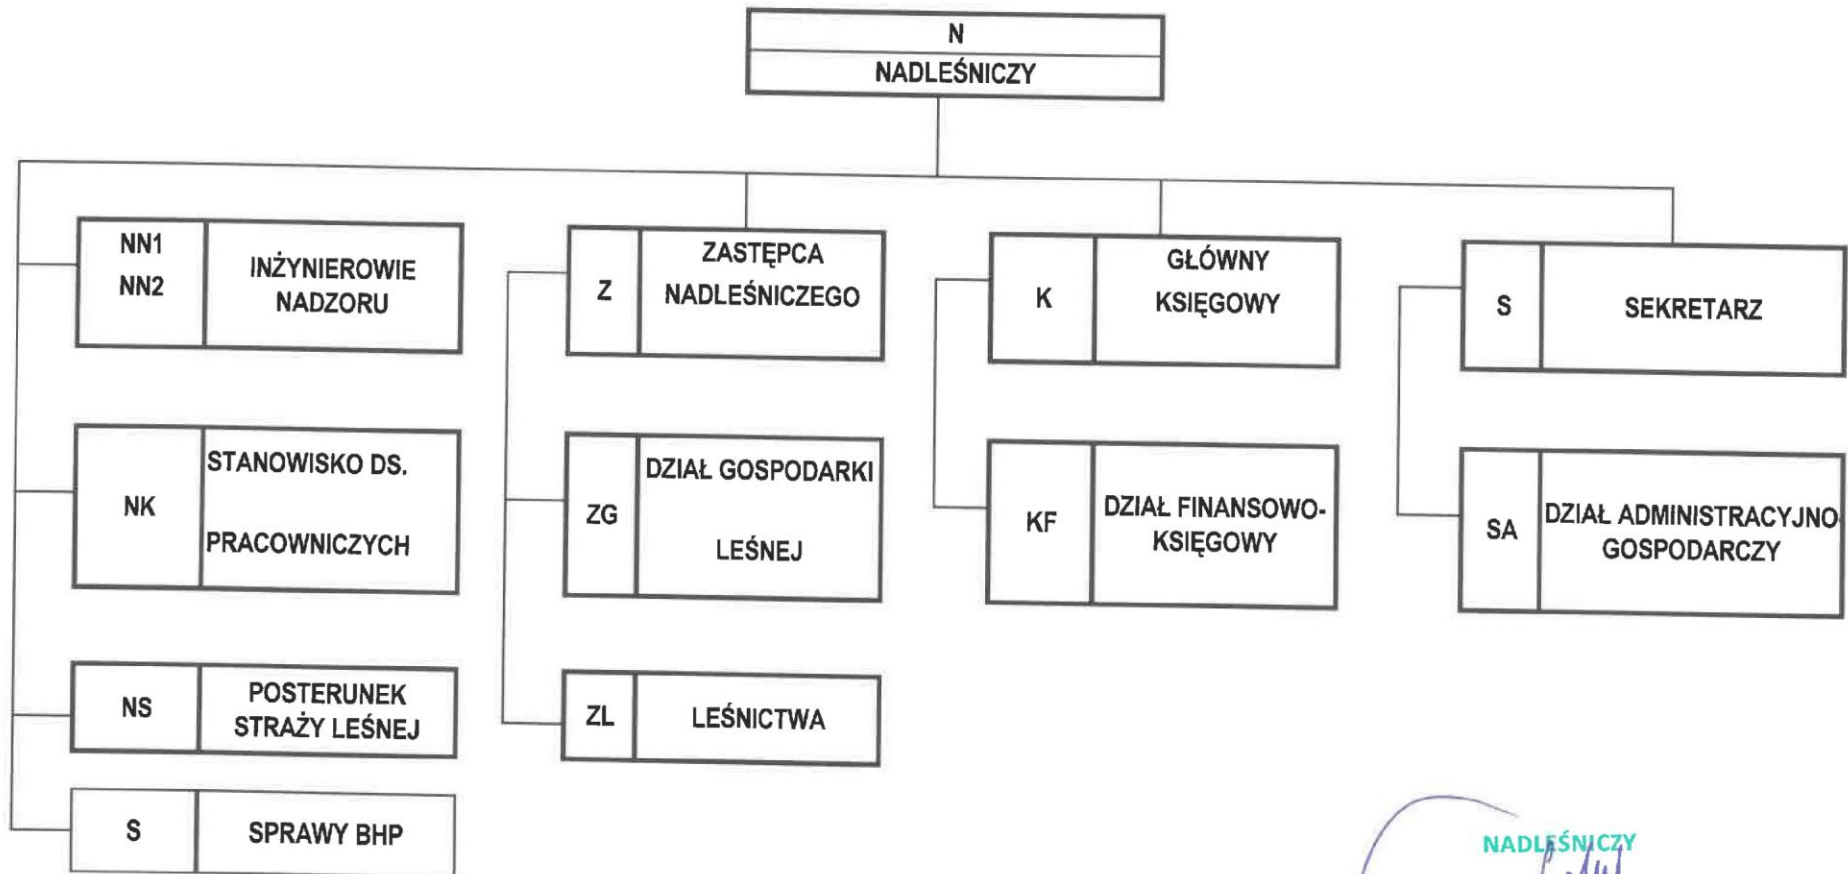 N
NADLEŚNICZY
NN1
NN2
INŻYNIEROWIE
NADZORU
Z
ZASTĘPCA
NADLEŚNICZEGO
K
GŁÓWNY
KSIĘGOWY
S
SEKRETARZ
NK
STANOWISKO DS.
PRACOWNICZYCH
ZG
DZIAŁ GOSPODARKI
LEŚNEJ
KF
DZIAŁ FINANSOWO-
KSIĘGOWY
SA
DZIAŁ ADMINISTRACYJNO
GOSPODARCZY
NS
POSTERUNEK
STRAŻY LEŚNEJ
ZL
LEŚNICTWA
S
SPRAWY BHP
NADLEŚNICZY